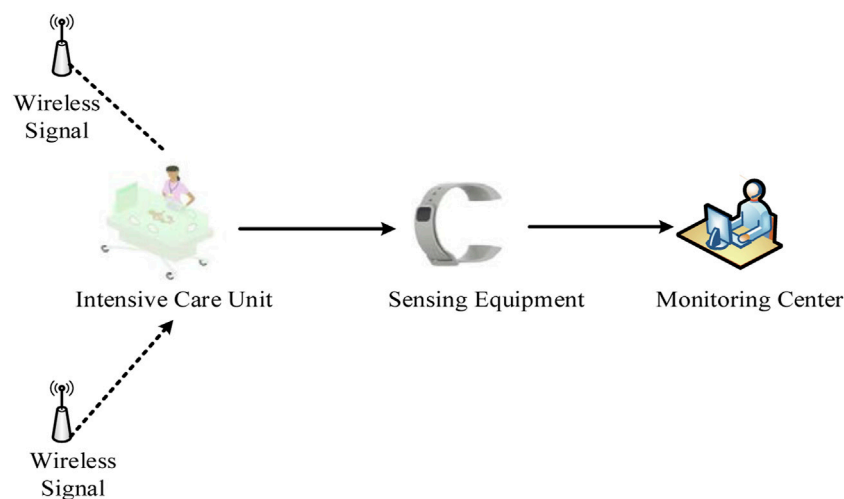 Wireless
Signal
Intensive Care Unit
Sensing Equipment
Monitoring Center
Wireless
Signal